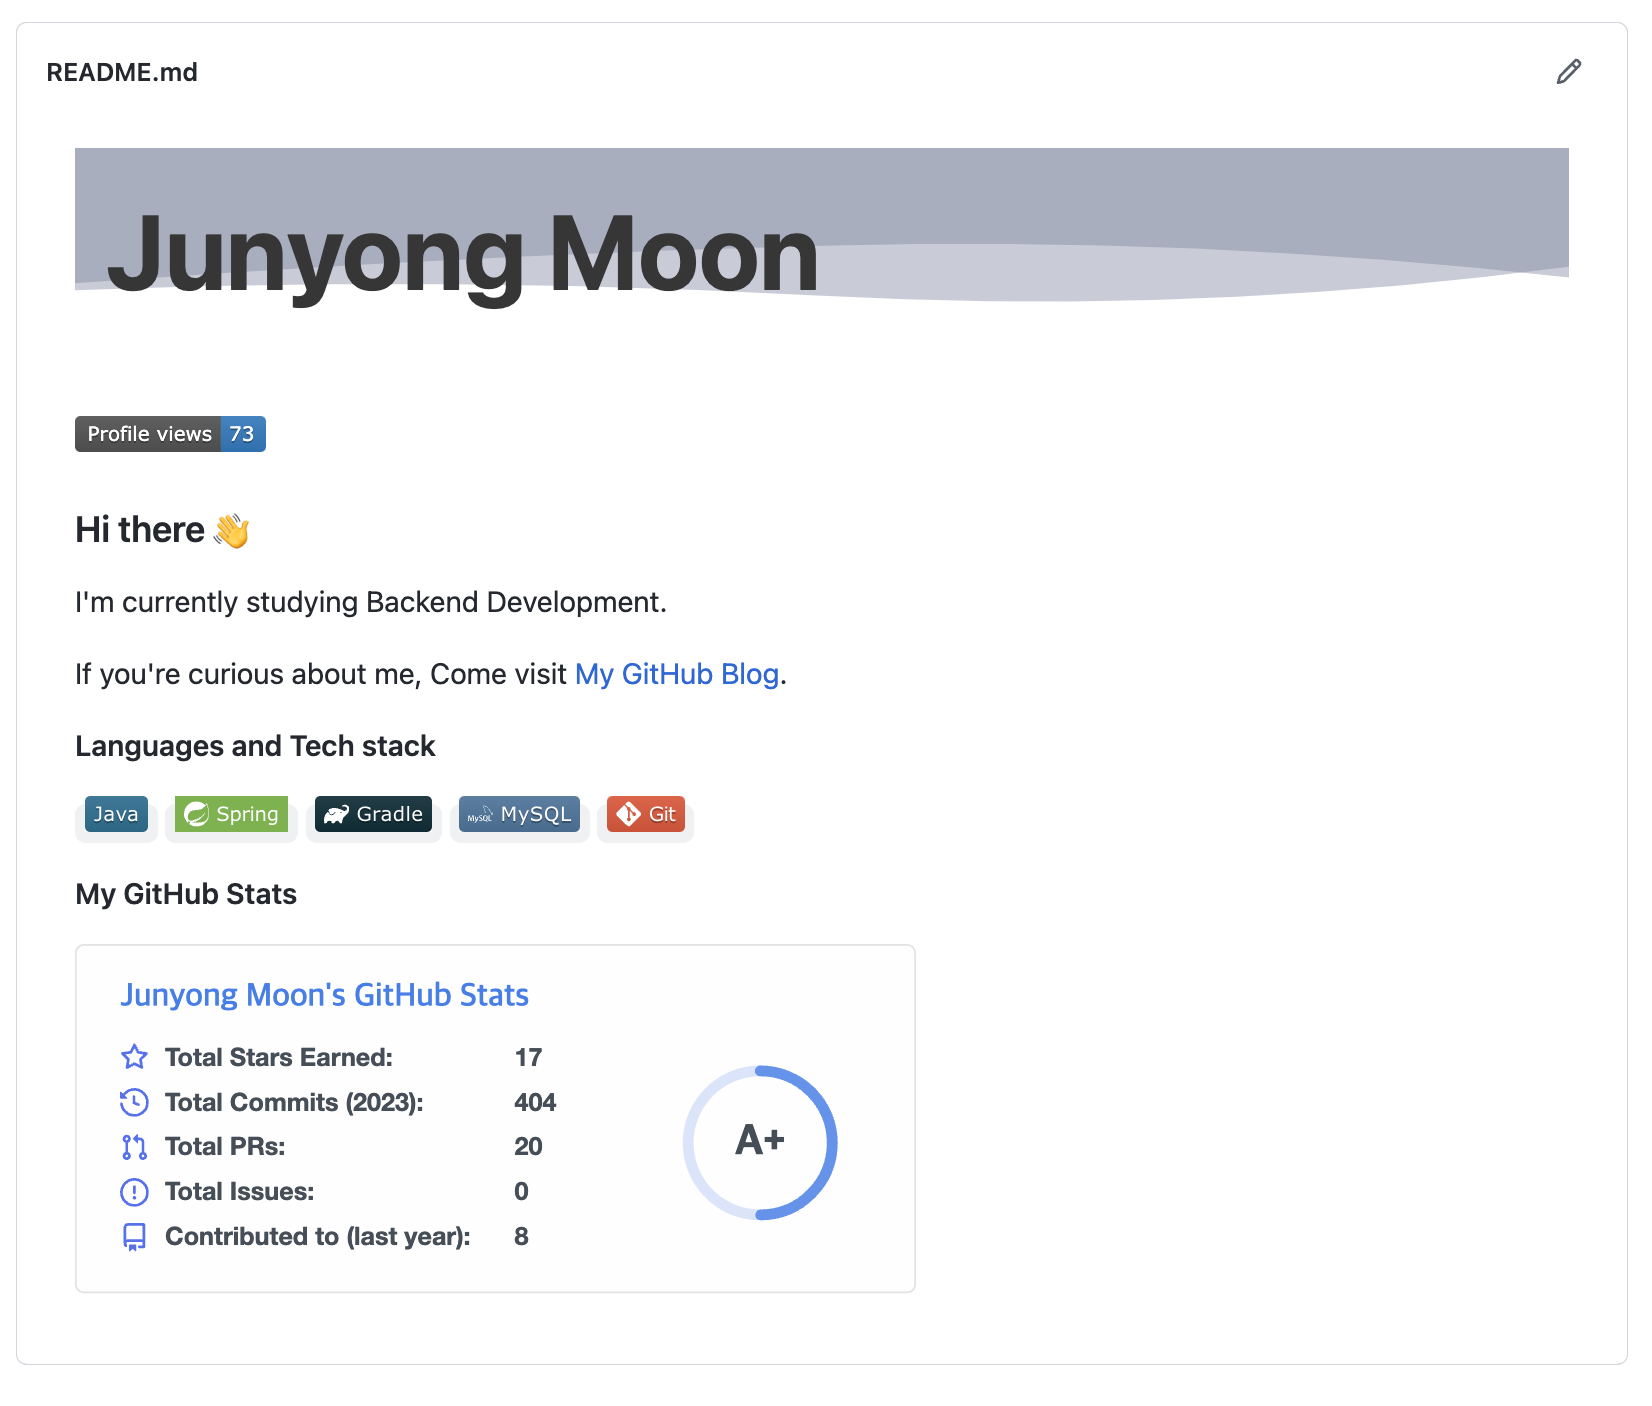 README.md
Junyong Moon
Profile views 73
Hi there 👋
I'm currently studying Backend Development.
If you're curious about me, Come visit My GitHub Blog.
Languages and Tech stack
Java Spring Gradle MySQL MySQL Git
My GitHub Stats
Junyong Moon's GitHub Stats
Total Stars Earned: 17
Total Commits (2023): 404
Total PRs: 20
Total Issues: 0
Contributed to (last year): 8
A+